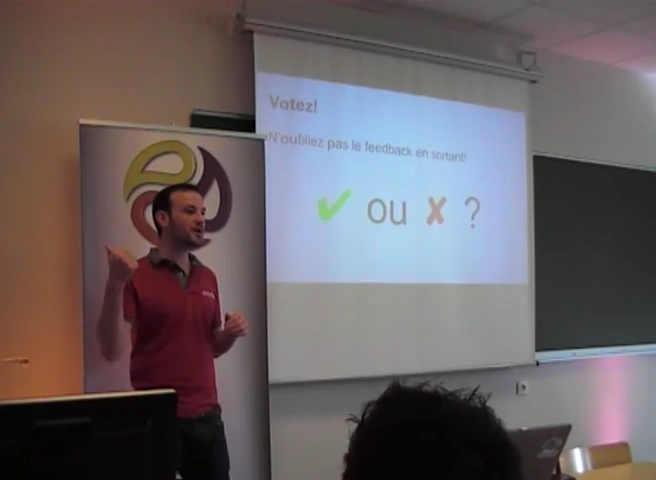 Votez!
N'oubliez pas le feedback en sortant!
✔ ou ✘ ?